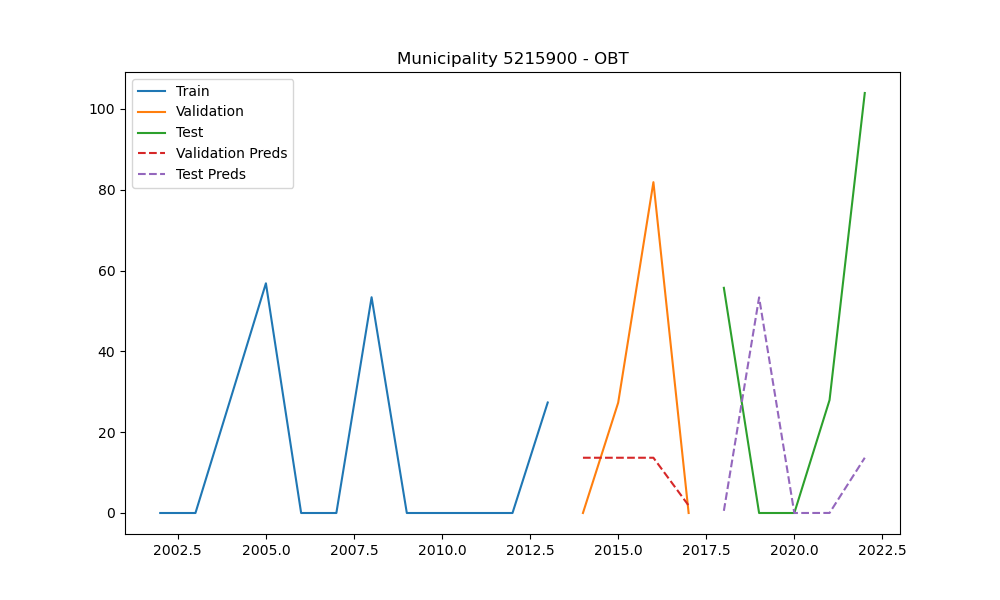 Municipality 5215900 - OBT
Train
Validation
Test
Validation Preds
Test Preds
100
80
60
40
20
0
2002.5 2005.0 2007.5 2010.0 2012.5 2015.0 2017.5 2020.0 2022.5